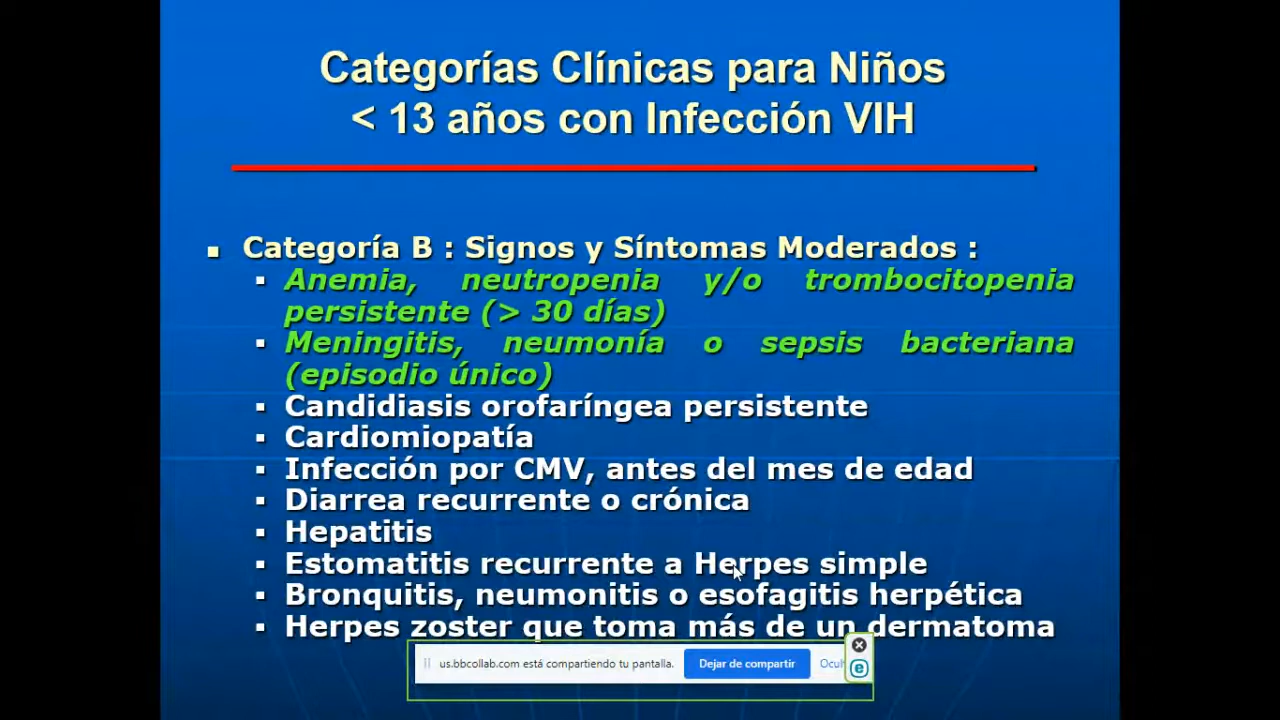 Categorías Clínicas para Niños
< 13 años con Infección VIH
Categoría B : Signos y Síntomas Moderados :
Anemia, neutropenia y/o trombocitopenia
persistente (> 30 días)
Meningitis, neumonía o sepsis bacteriana
(episodio único)
Candidiasis orofaríngea persistente
Cardiomiopatía
Infección por CMV, antes del mes de edad
Diarrea recurrente o crónica
Hepatitis
Estomatitis recurrente a Herpes simple
Bronquitis, neumonitis o esofagitis herpética
Herpes zoster que toma más de un dermatoma
us.bbcollab.com está compartiendo tu pantalla. Dejar de compartir